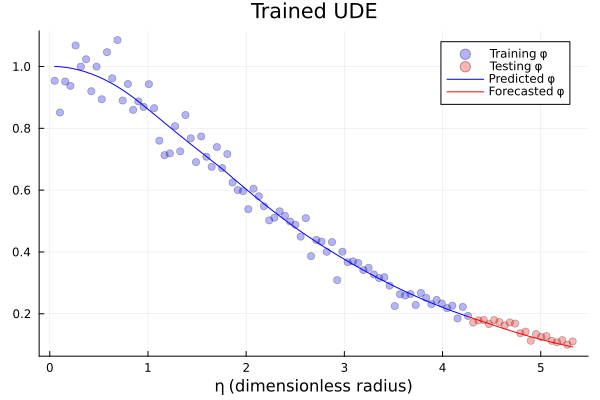 Trained UDE
Training φ
Testing φ
Predicted φ
Forecasted φ
1.0
0.8
0.6
0.4
0.2
0 1 2 3 4 5
η (dimensionless radius)